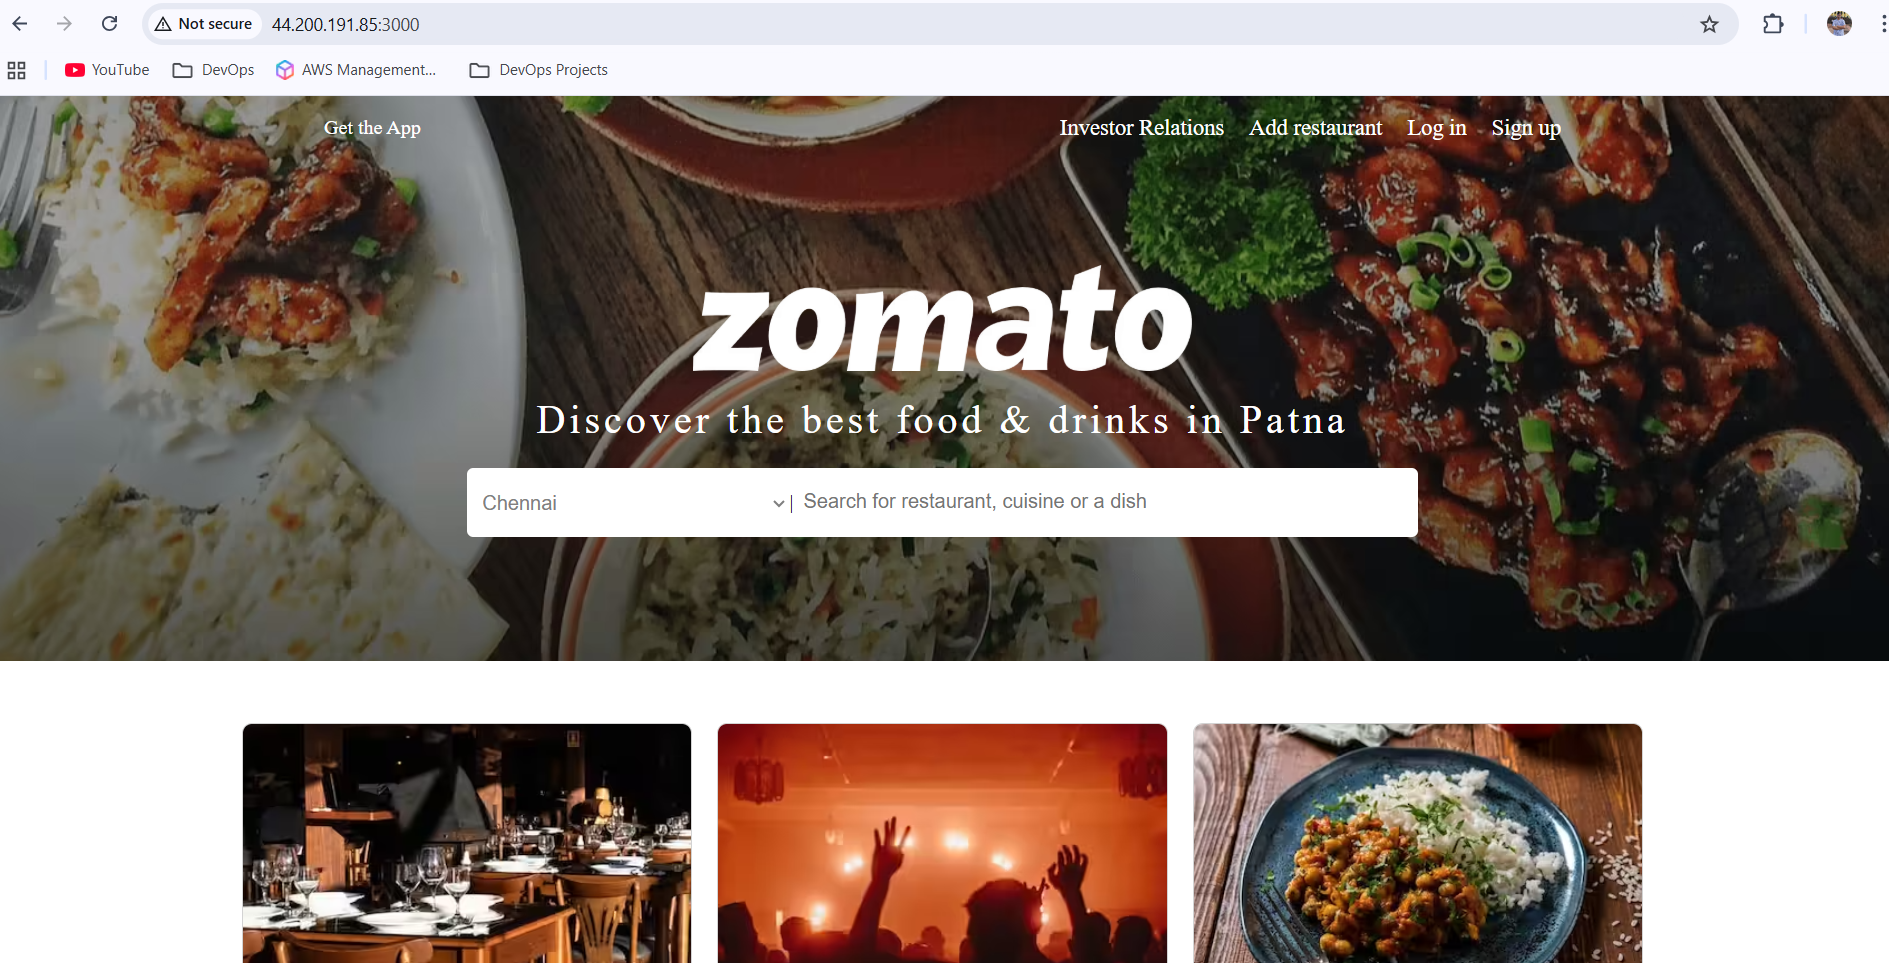 Not secure 44.200.191.85:3000
YouTube DevOps AWS Management... DevOps Projects
Get the App Investor Relations Add restaurant Log in Sign up
zomato
Discover the best food & drinks in Patna
Chennai Search for restaurant, cuisine or a dish